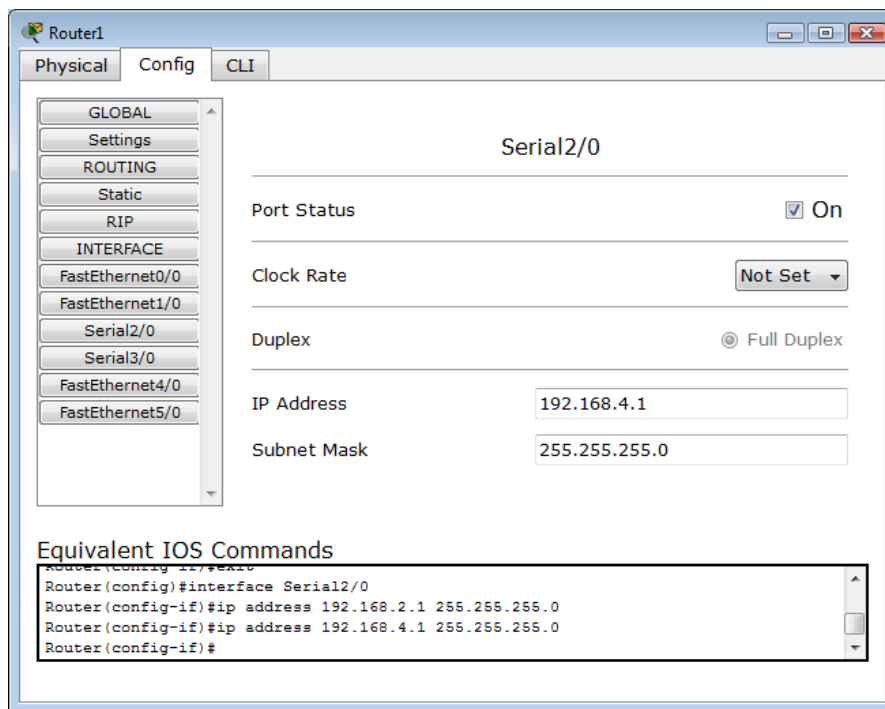 Router1
Physical Config CLI
GLOBAL
Settings
ROUTING
Static
RIP
INTERFACE
FastEthernet0/0
FastEthernet1/0
Serial2/0
Serial3/0
FastEthernet4/0
FastEthernet5/0
Serial2/0
Port Status On
Clock Rate Not Set
Duplex Full Duplex
IP Address 192.168.4.1
Subnet Mask 255.255.255.0
Equivalent IOS Commands
Router(config-if)#exit
Router(config)#interface Serial2/0
Router(config-if)#ip address 192.168.2.1 255.255.255.0
Router(config-if)#ip address 192.168.4.1 255.255.255.0
Router(config-if)#